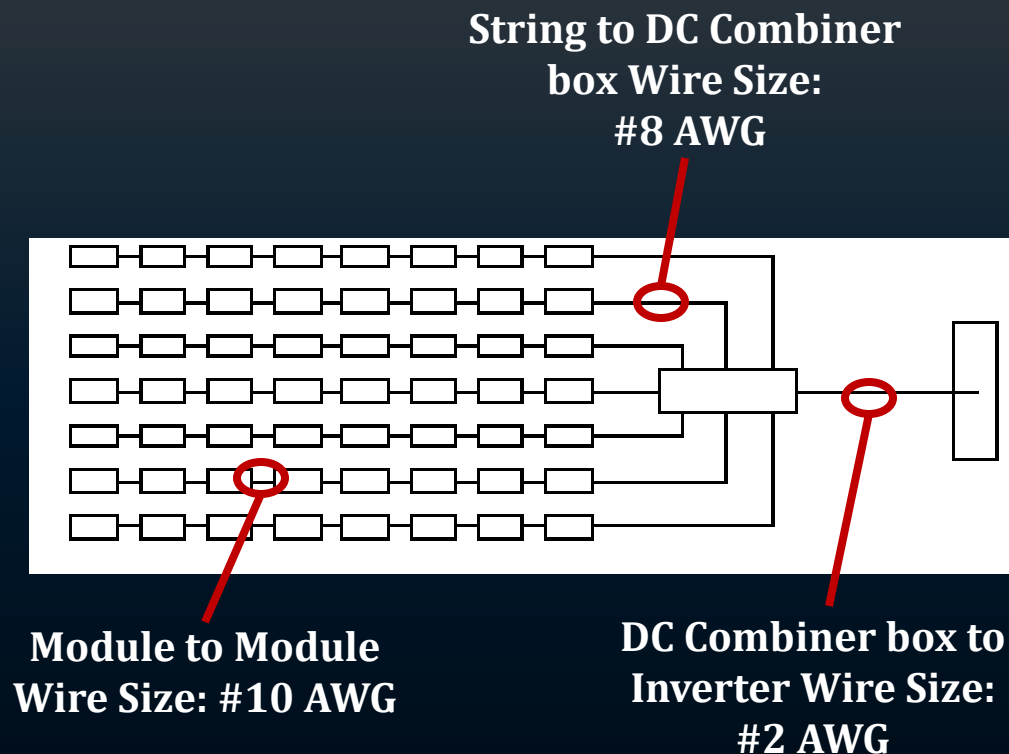 String to DC Combiner
box Wire Size:
#8 AWG
Module to Module
Wire Size: #10 AWG
DC Combiner box to
Inverter Wire Size:
#2 AWG